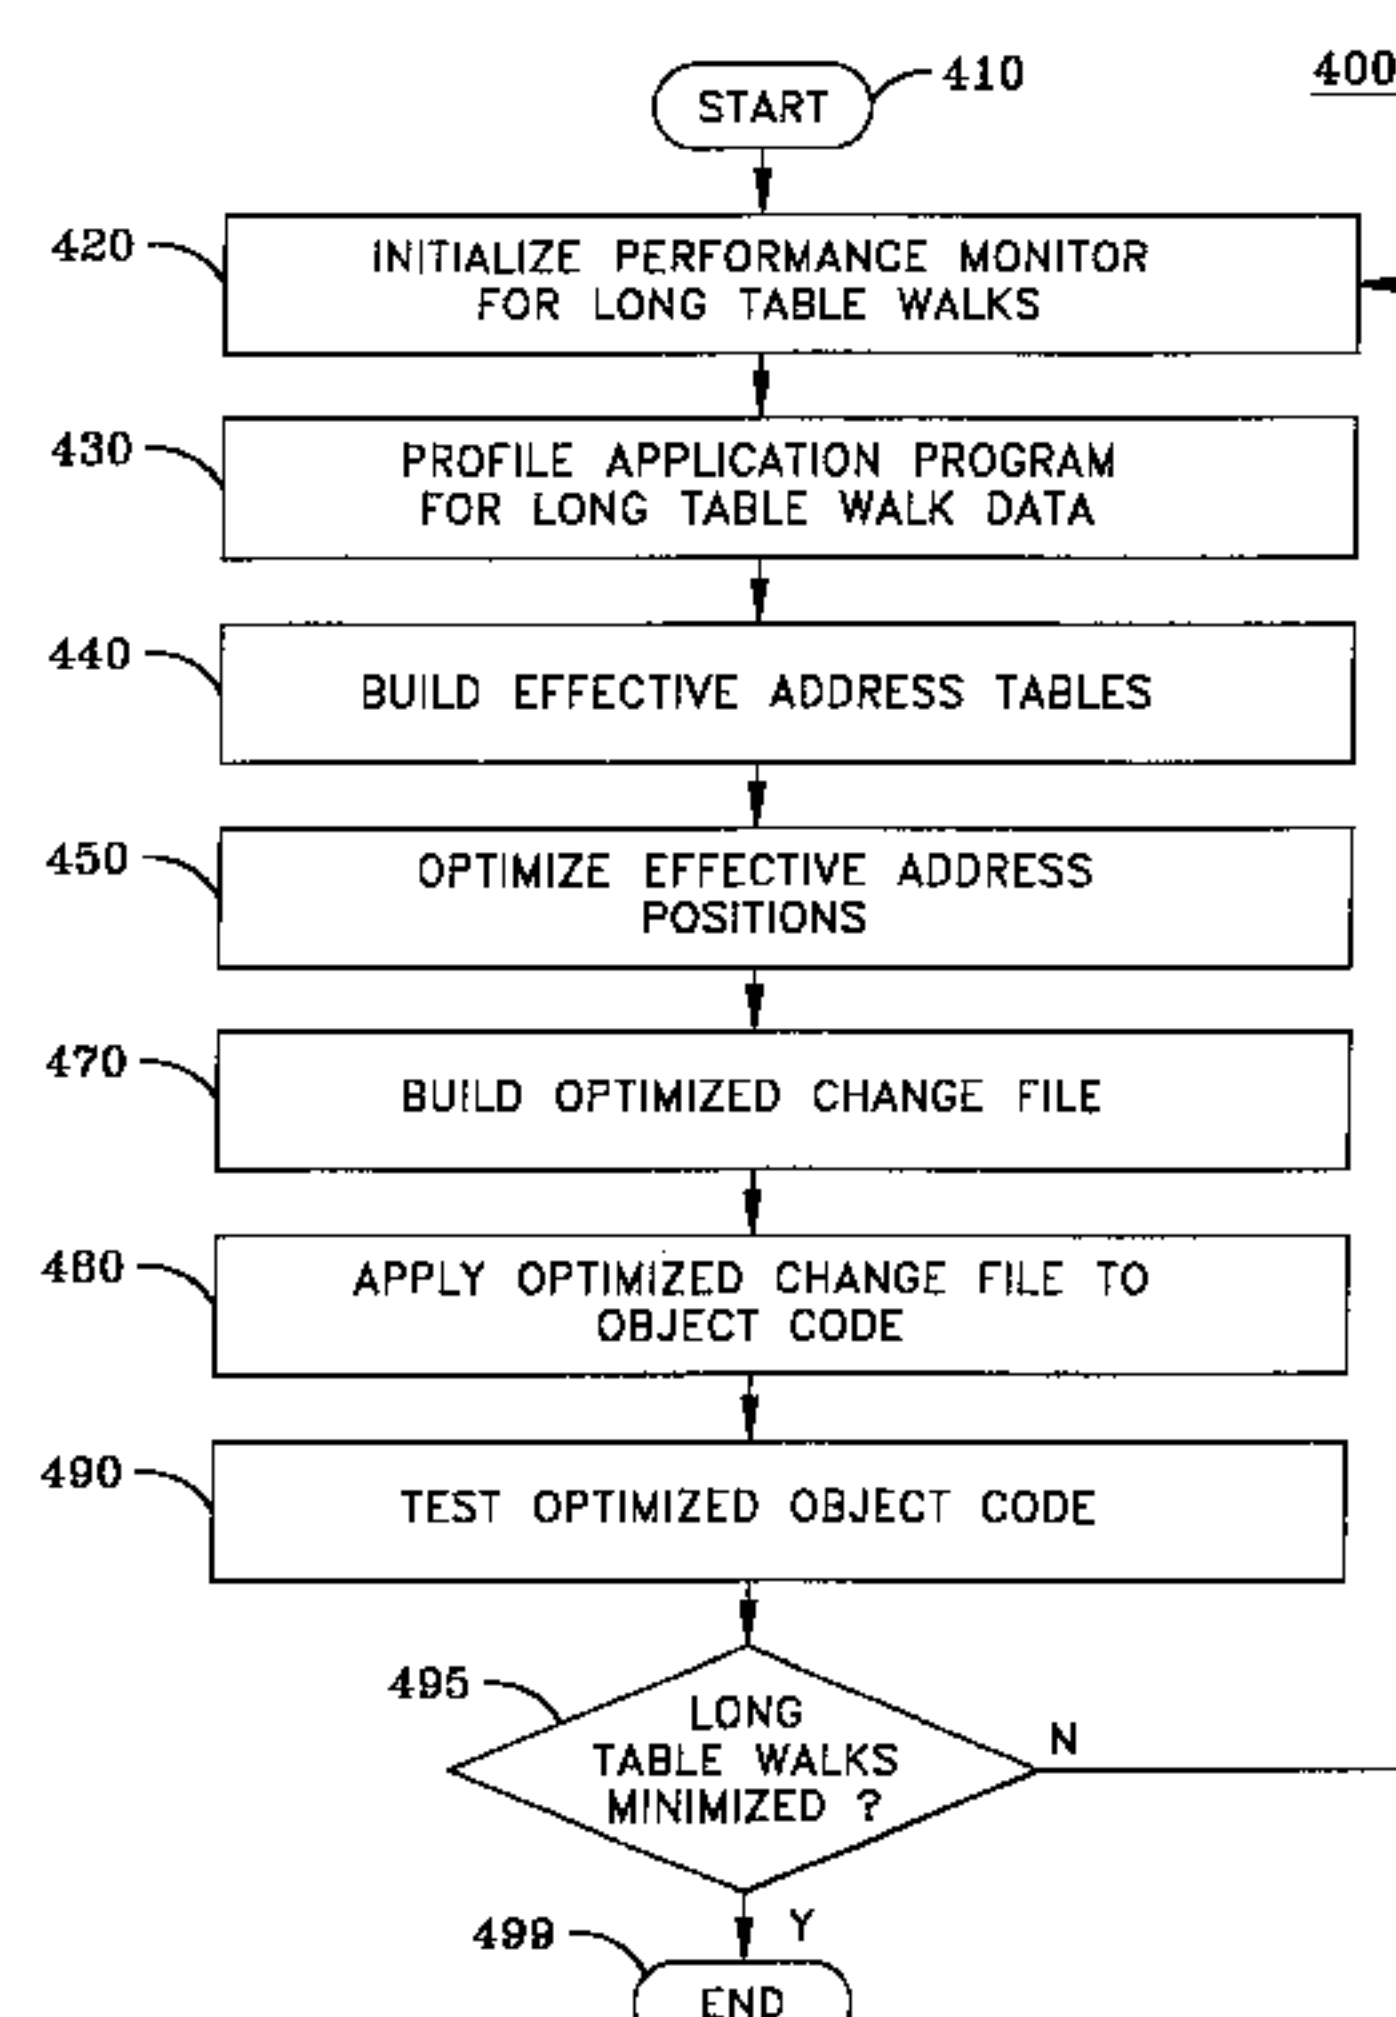 400
START
410
420
INITIALIZE PERFORMANCE MONITOR
FOR LONG TABLE WALKS
430
PROFILE APPLICATION PROGRAM
FOR LONG TABLE WALK DATA
440
BUILD EFFECTIVE ADDRESS TABLES
450
OPTIMIZE EFFECTIVE ADDRESS
POSITIONS
470
BUILD OPTIMIZED CHANGE FILE
480
APPLY OPTIMIZED CHANGE FILE TO
OBJECT CODE
490
TEST OPTIMIZED OBJECT CODE
495
LONG
TABLE WALKS
MINIMIZED ?
N
Y
499
END